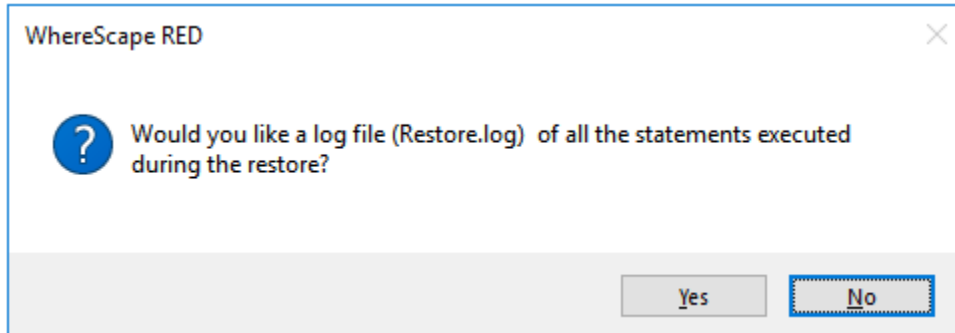 WhereScape RED
Would you like a log file (Restore.log)  of all the statements executed
during the restore?
Yes
No